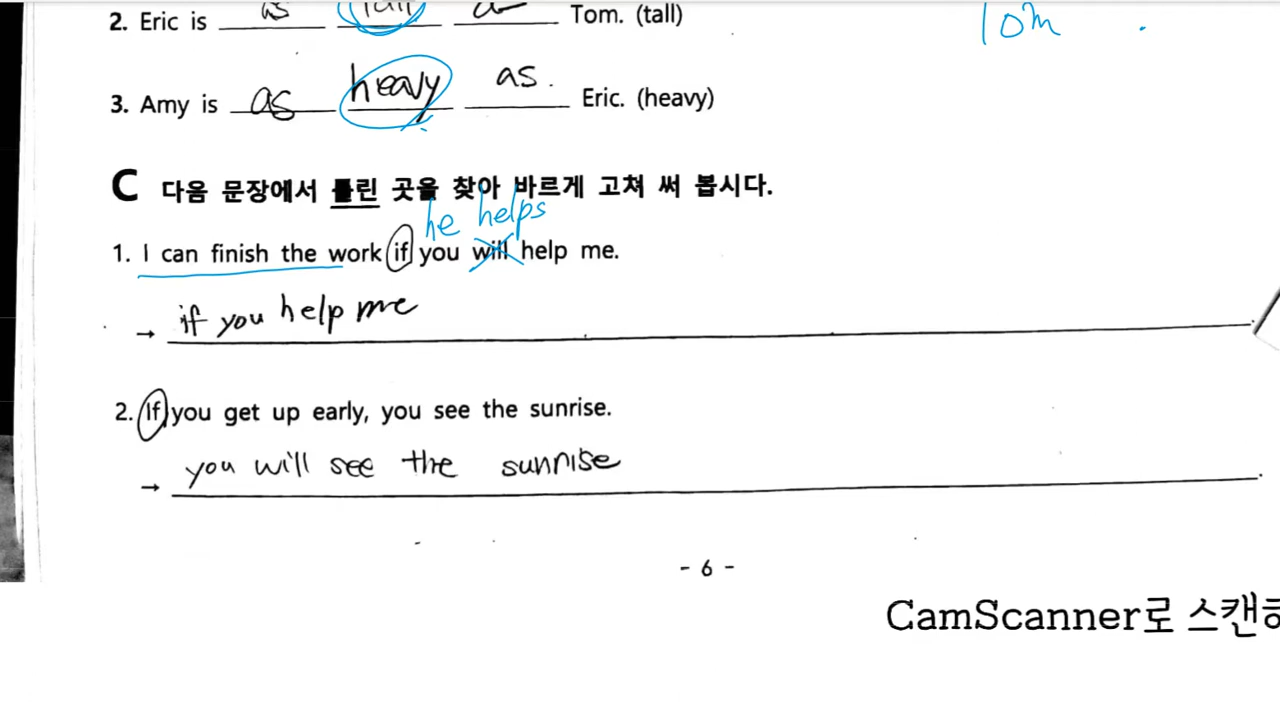 2. Eric is as tall as Tom. (tall)
Tom
3. Amy is as heavy as. Eric. (heavy)
C 다음 문장에서 틀린 곳을 찾아 바르게 고쳐 써 봅시다.
he helps
1. I can finish the work if you will help me.
→ if you help me
2. If you get up early, you see the sunrise.
→ you will see the sunrise
- 6 -
CamScanner로 스캔하